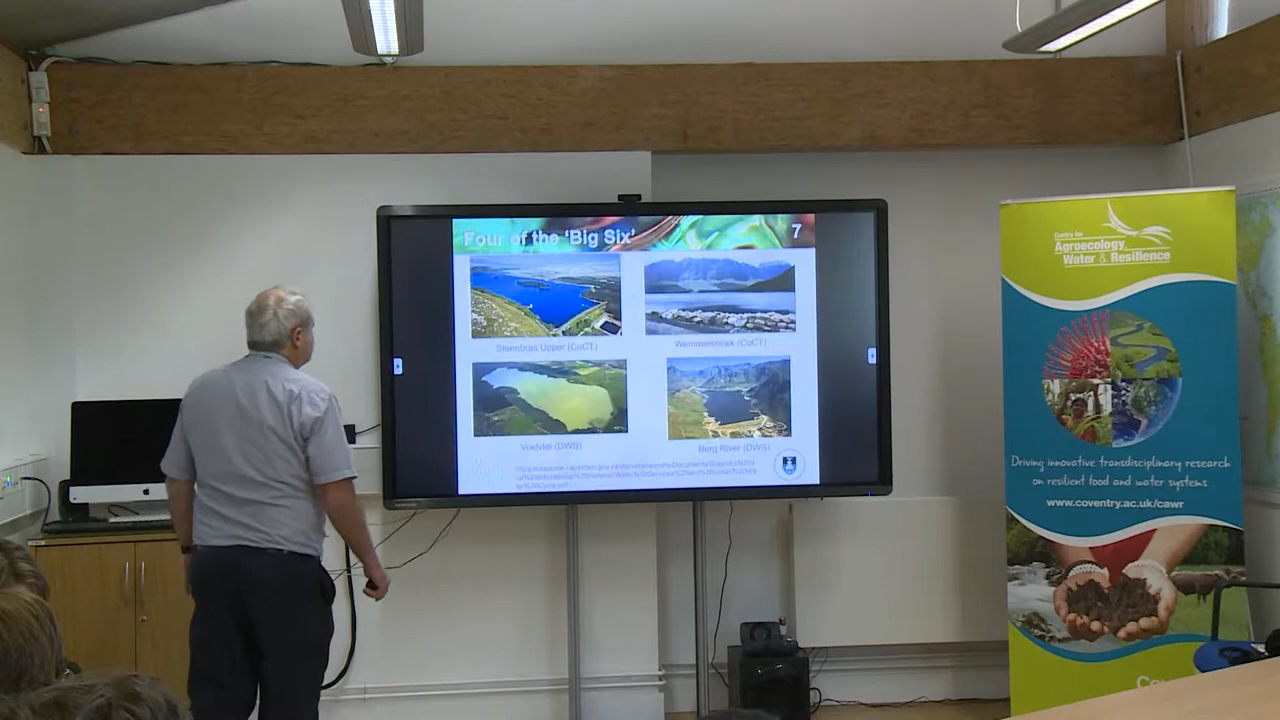 Four of the 'Big Six'
7
Steenbras Upper (CoCT)
Wemmershoek (CoCT)
Voelvlei (DWS)
Berg River (DWS)
Centre for
Agroecology,
Water & Resilience
Driving innovative transdisciplinary research
on resilient food and water systems
www.coventry.ac.uk/cawr